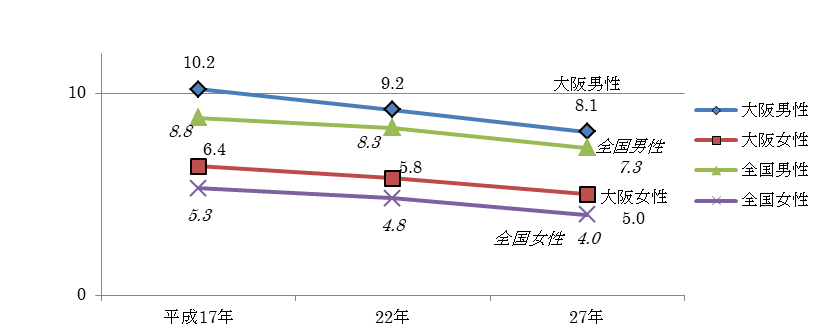 10.2
9.2
大阪男性
10
8.1
大阪男性
8.8
8.3
全国男性
大阪女性
6.4
5.8
7.3
全国男性
大阪女性
全国女性
5.3
4.8
5.0
全国女性
4.0
0
平成17年
22年
27年